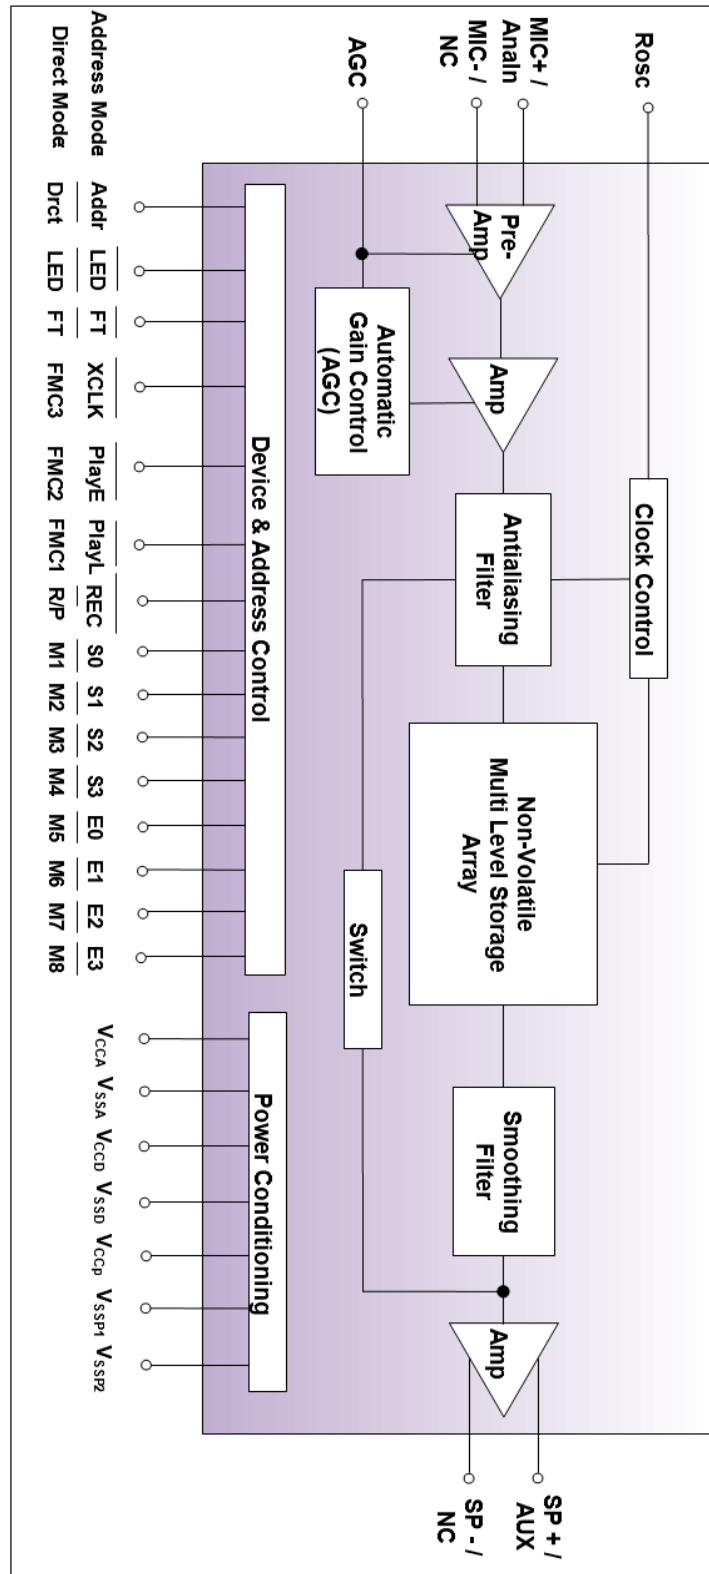 Rosc
Clock Control
MIC+ /
AnaIn
MIC- /
NC
Pre-
Amp
Amp
Antialiasing
Filter
Non-Volatile
Multi Level Storage
Array
Smoothing
Filter
Amp
SP + /
AUX
SP - /
NC
AGC
Automatic
Gain Control
(AGC)
Switch
Device & Address Control
Power Conditioning
Address Mode Addr LED FT XCLK PlayE PlayL REC S0 S1 S2 S3 E0 E1 E2 E3
Direct Mode Drct LED FT FMC3 FMC2 FMC1 R/P M1 M2 M3 M4 M5 M6 M7 M8
VCCA VSSA VCCD VSSD VCCp VSSP1 VSSP2